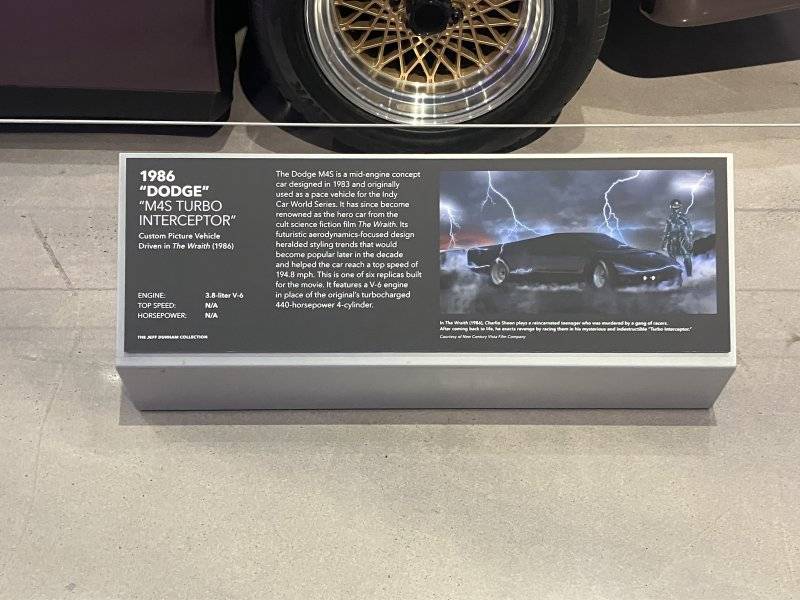 1986
"DODGE"
"M4S TURBO
INTERCEPTOR"
Custom Picture Vehicle
Driven in The Wraith (1986)
ENGINE: 3.8-liter V-6
TOP SPEED: N/A
HORSEPOWER: N/A
THE JEFF DUNHAM COLLECTION
The Dodge M4S is a mid-engine concept
car designed in 1983 and originally
used as a pace vehicle for the Indy
Car World Series. It has since become
renowned as the hero car from the
cult science fiction film The Wraith. Its
futuristic aerodynamics-focused design
heralded styling trends that would
become popular later in the decade
and helped the car reach a top speed of
194.8 mph. This is one of six replicas built
for the movie. It features a V-6 engine
in place of the original's turbocharged
440-horsepower 4-cylinder.
In The Wraith (1986), Charlie Sheen plays a reincarnated teenager who was murdered by a gang of racers.
After coming back to life, he exacts revenge by racing them in his mysterious and indestructible "Turbo Interceptor."
Courtesy of New Century Vista Film Company